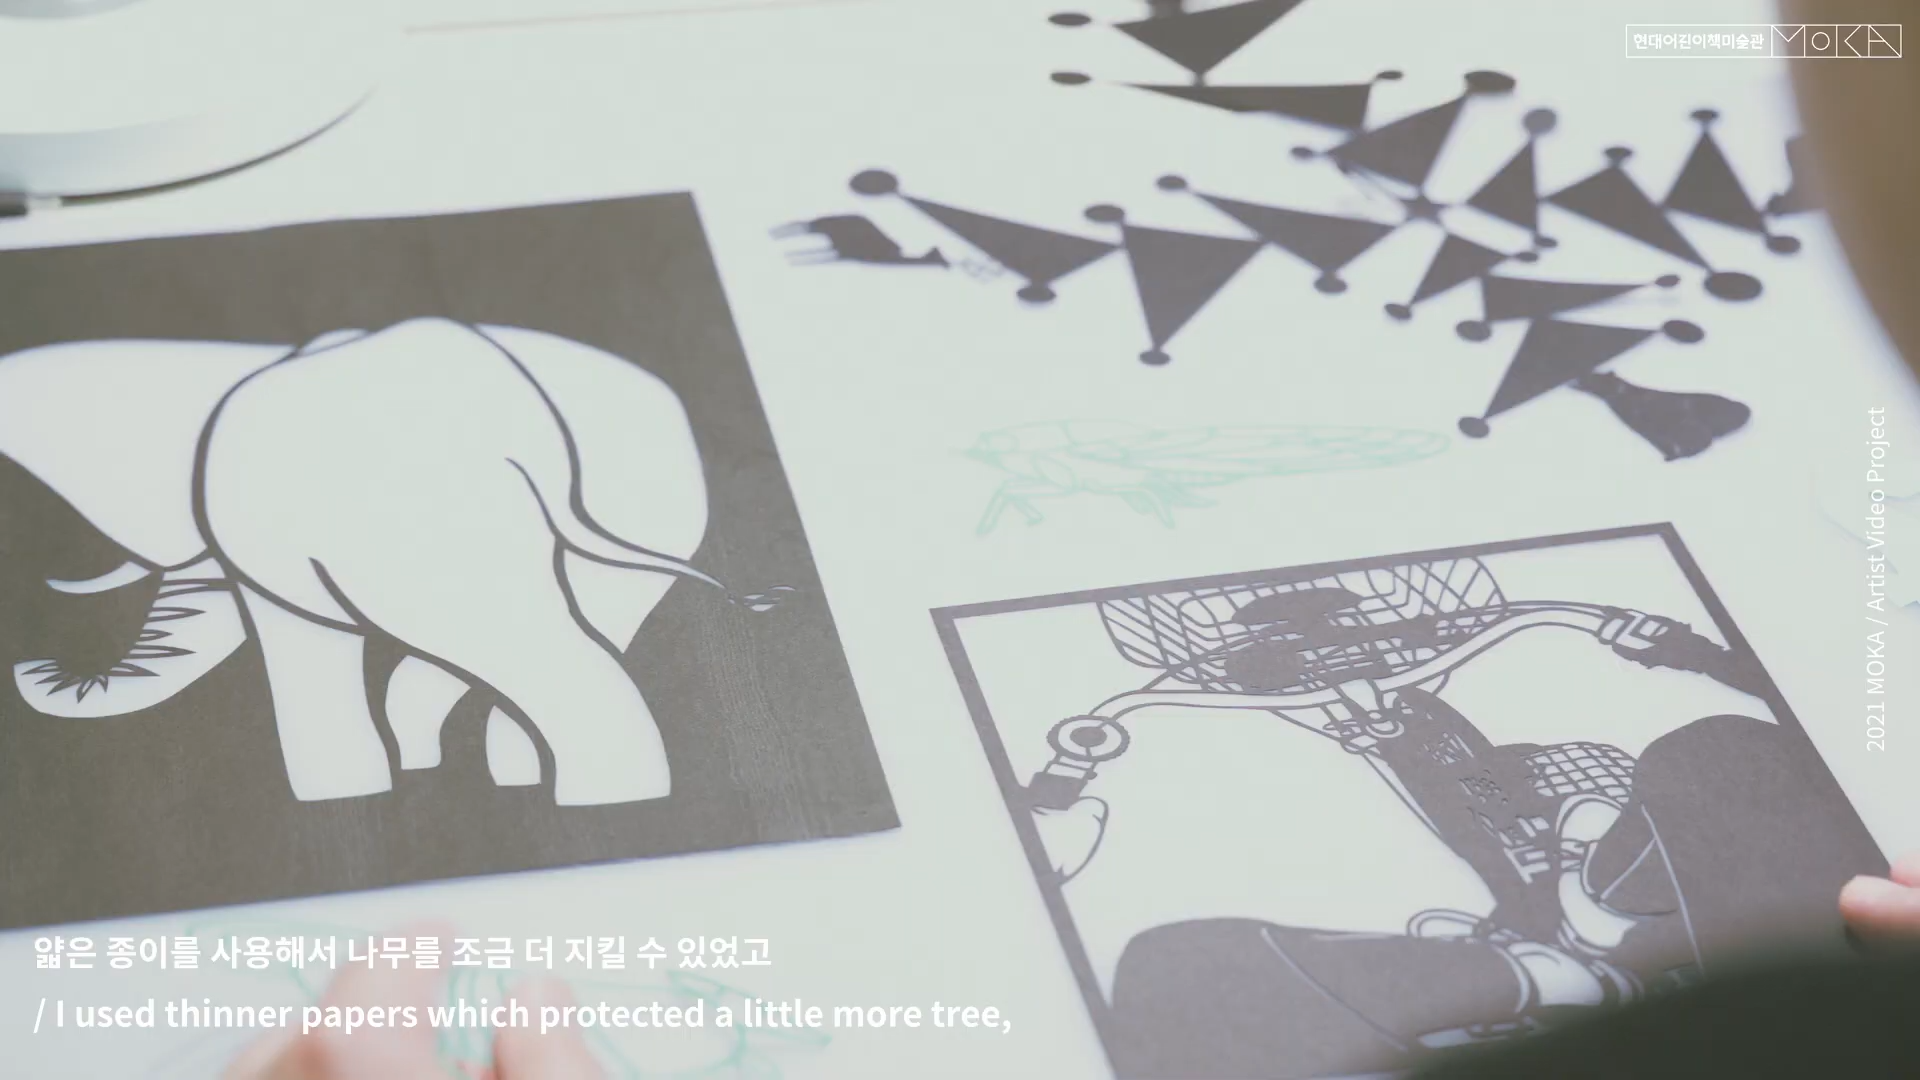 현대어린이책미술관 MOKA
2021 MOKA / Artist Video Project
얇은 종이를 사용해서 나무를 조금 더 지킬 수 있었고
/ I used thinner papers which protected a little more tree,